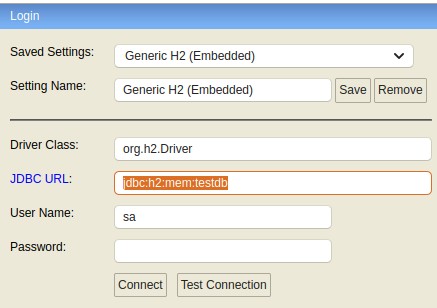 Login
Saved Settings: Generic H2 (Embedded)
Setting Name: Generic H2 (Embedded) Save Remove
Driver Class: org.h2.Driver
JDBC URL: jdbc:h2:mem:testdb
User Name: sa
Password:
Connect Test Connection